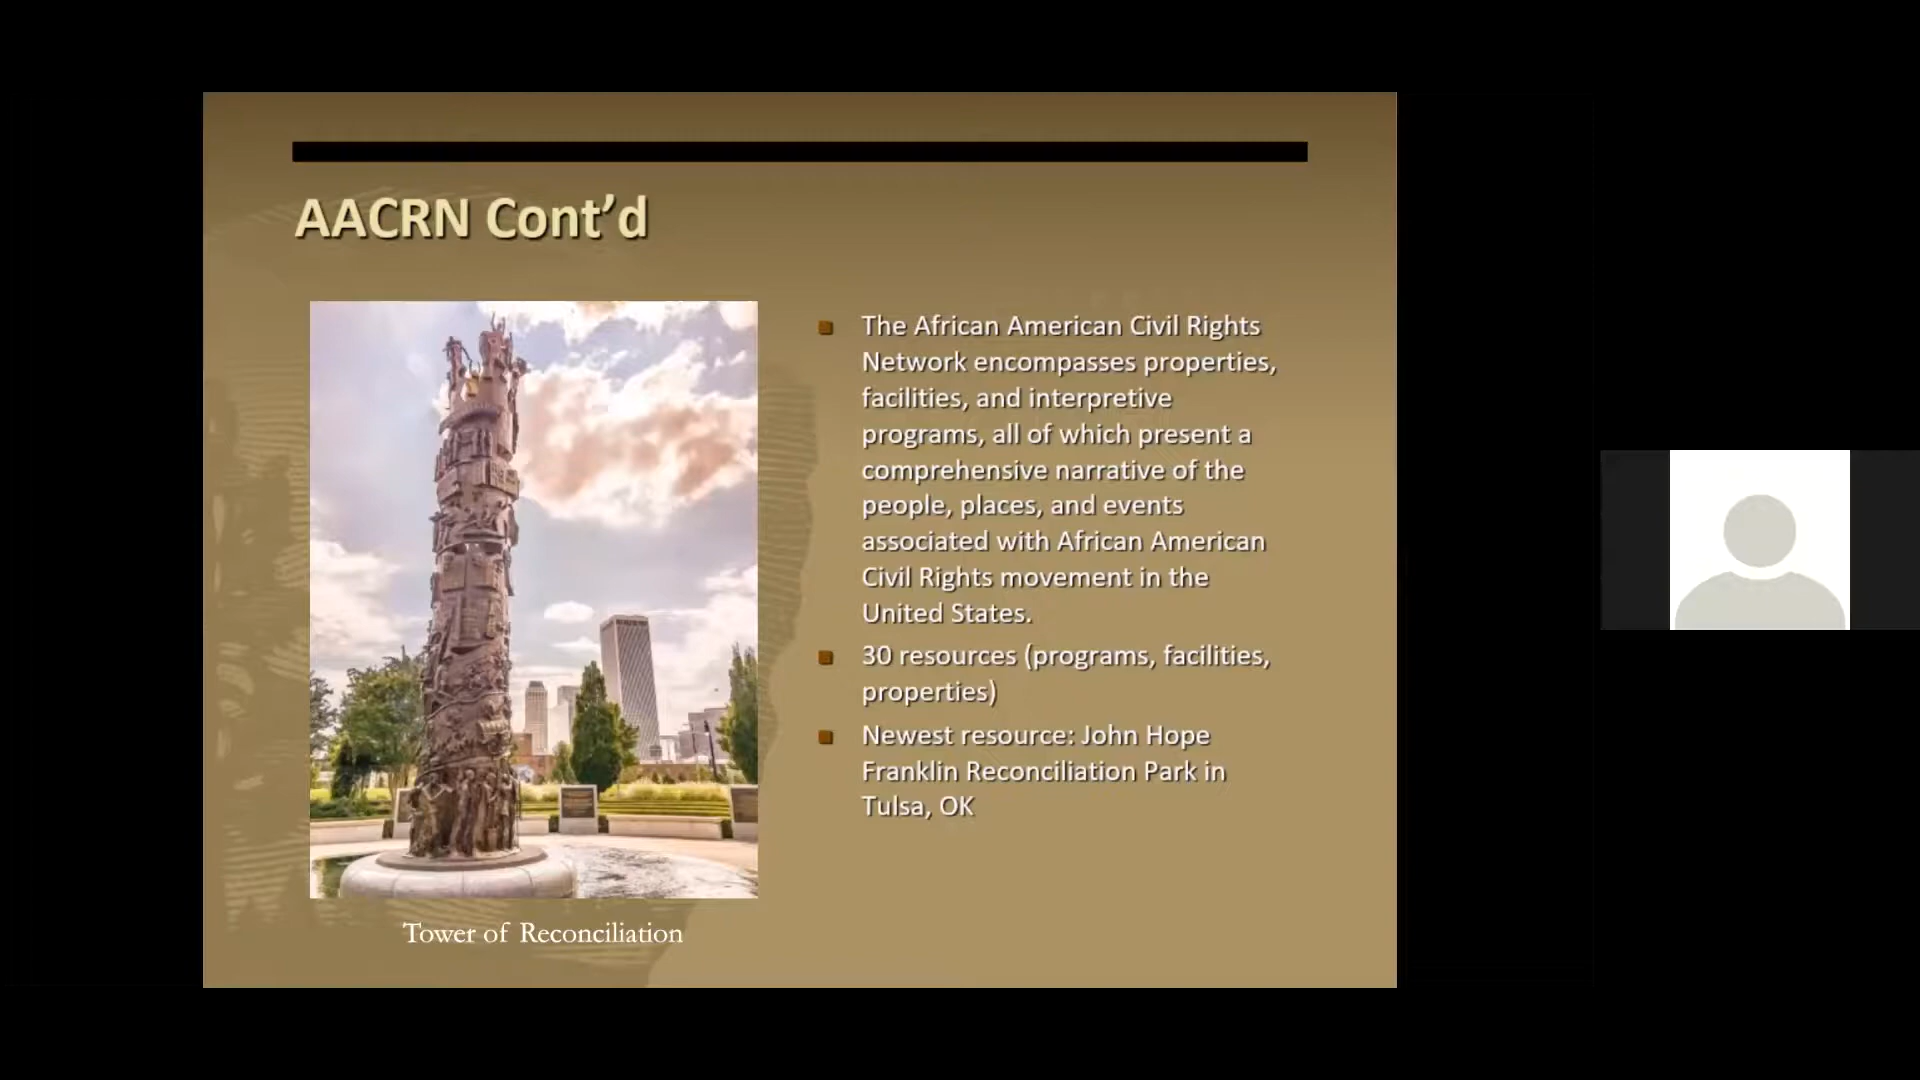 AACRN Cont’d
The African American Civil Rights
Network encompasses properties,
facilities, and interpretive
programs, all of which present a
comprehensive narrative of the
people, places, and events
associated with African American
Civil Rights movement in the
United States.
30 resources (programs, facilities,
properties)
Newest resource: John Hope
Franklin Reconciliation Park in
Tulsa, OK
Tower of Reconciliation